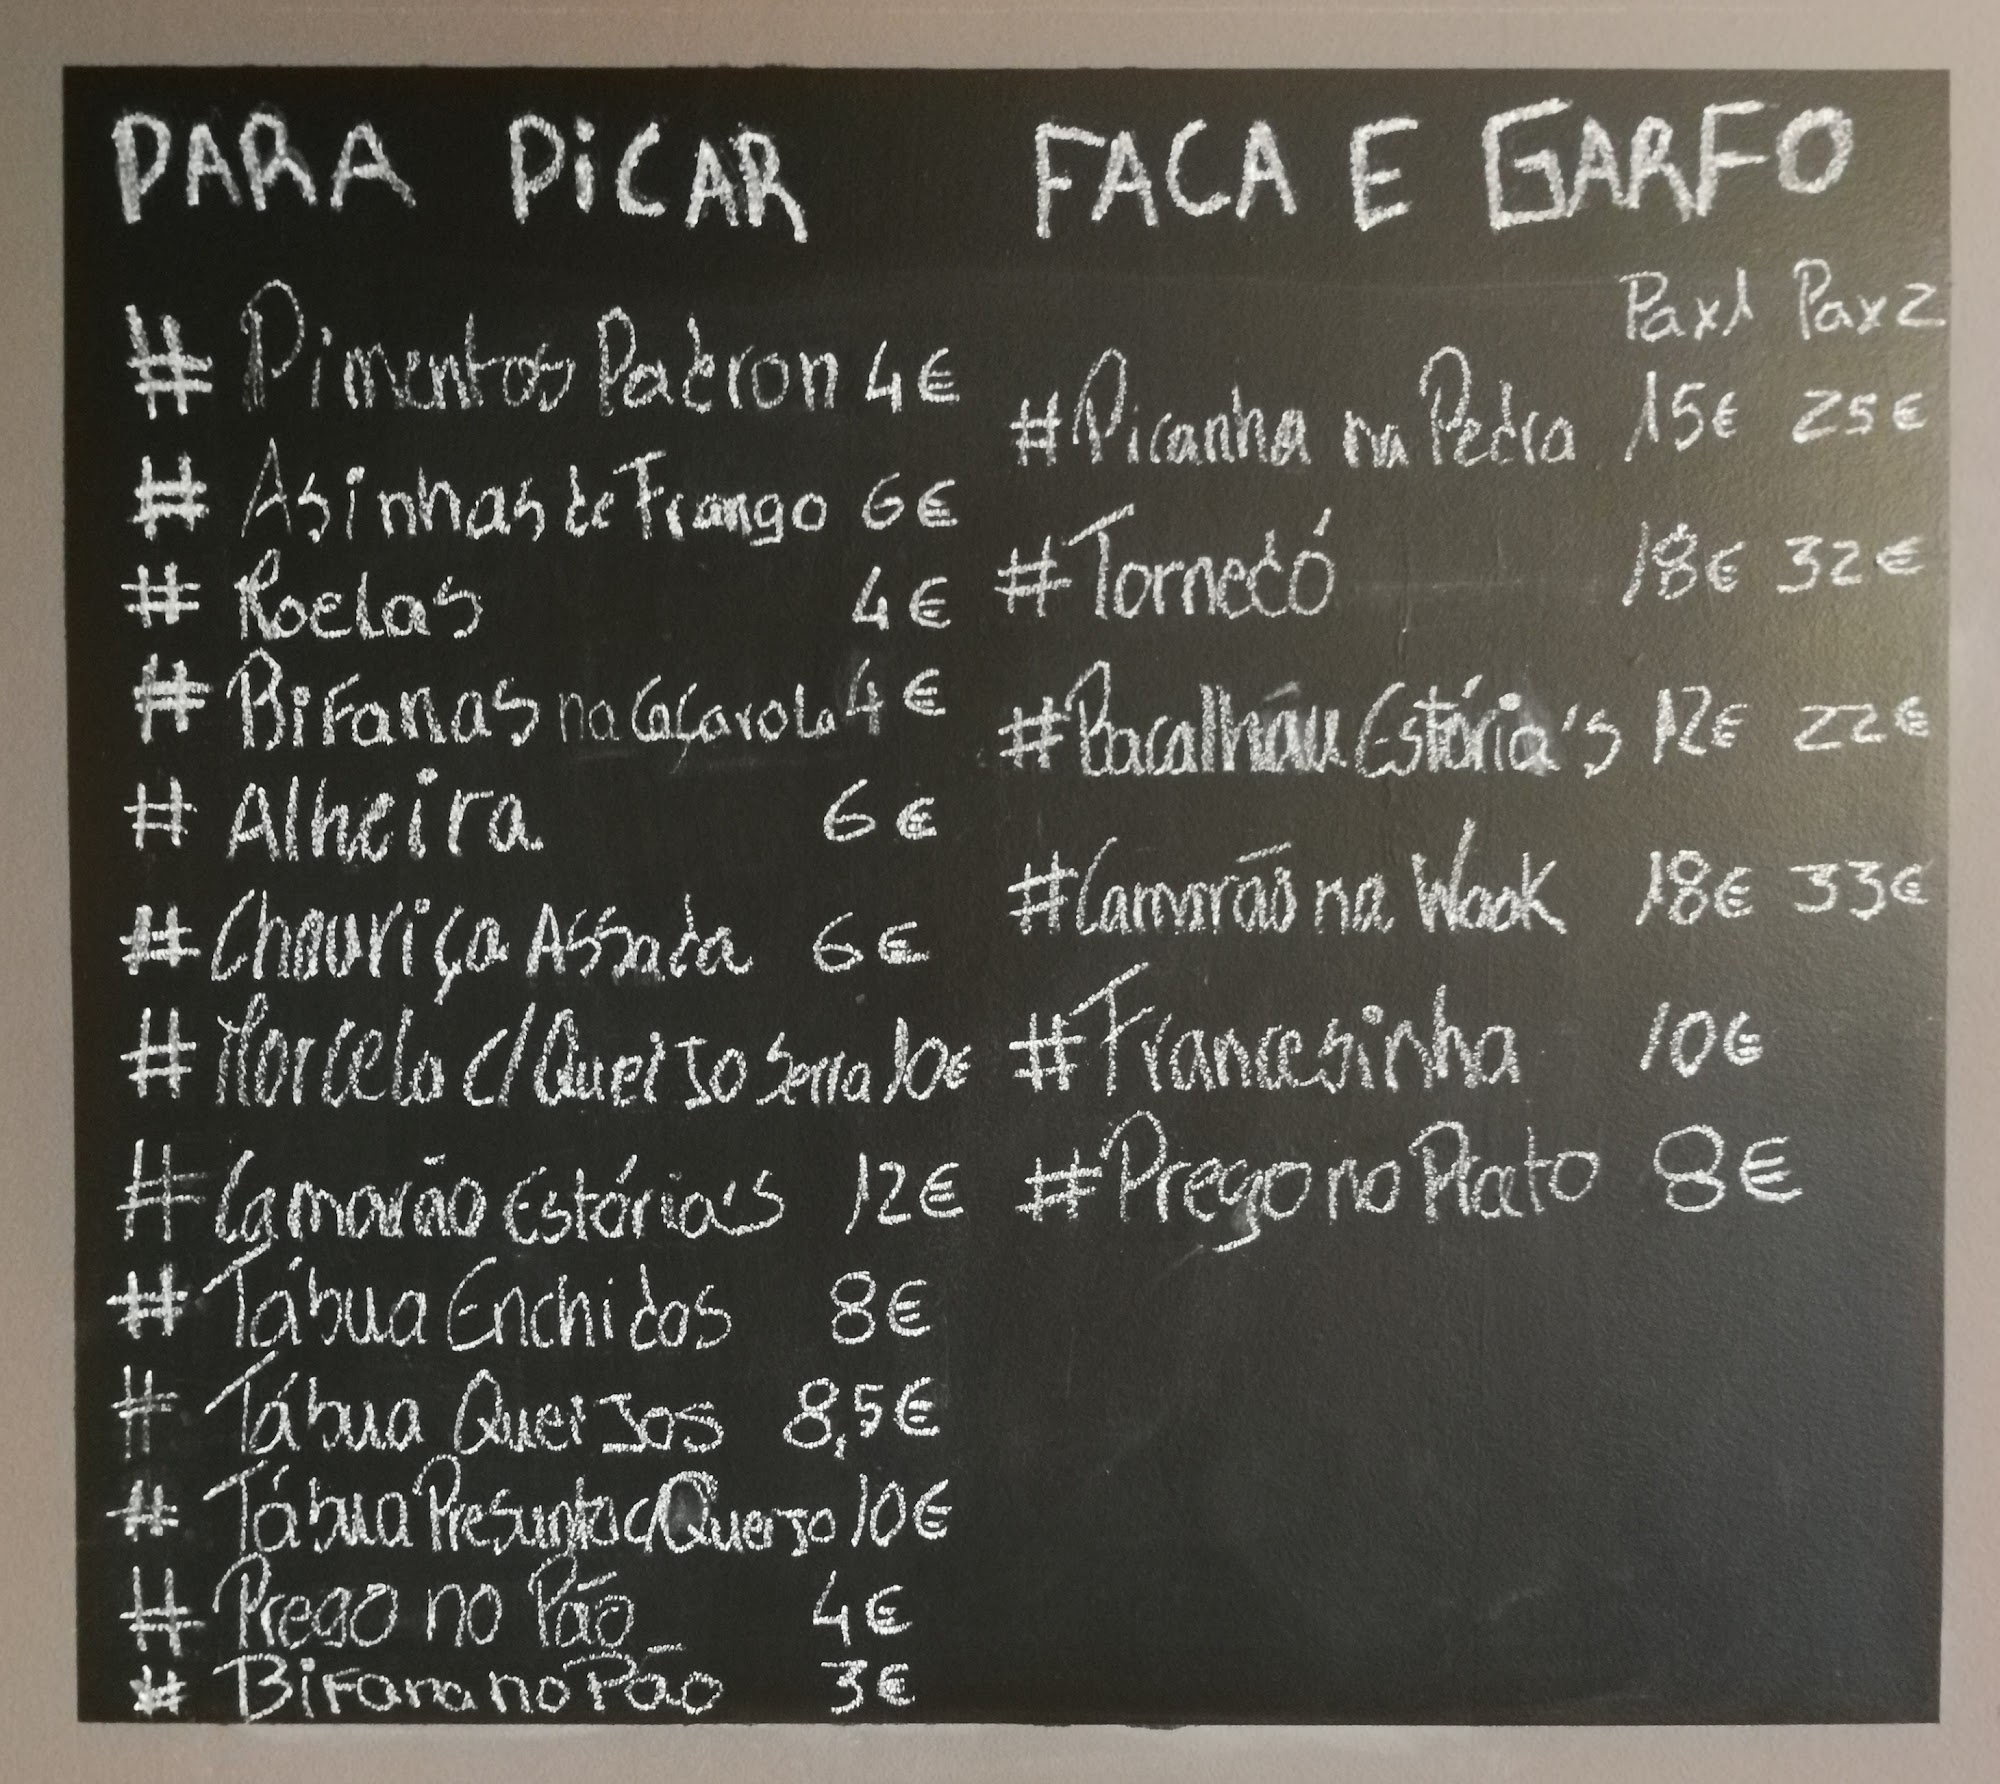 PARA PiCAR
# Pimentos Padron 4€
# Asinhas de Frango 6€
# Roelas 4€
# Bifanas na Caçarola 4€
# Alheira 6€
# Chouriça Assada 6€
# Morcela c/ Queijo Serra 10€
# Camarão Estória's 12€
# Tábua Enchidos 8€
# Tábua Queijos 8,5€
# Tábua Presunto c/ Queijo 10€
# Prego no Pão 4€
# Bifana no Pão 3€
FACA E GARFO
Pax1 Pax2
# Picanha na Pedra 15€ 25€
# Tornedó 18€ 32€
# Bacalhau Estória's 12€ 22€
# Camarão na Wook 18€ 33€
# Francesinha 10€
# Prego no Prato 8€